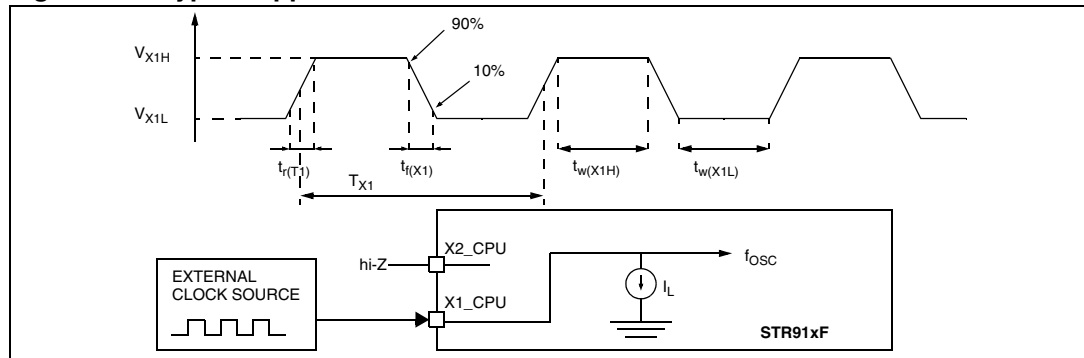 90%
VX1H
10%
VX1L
tr(T1)
tf(X1)
tw(X1H)
tw(X1L)
TX1
X2_CPU
hi-Z
fOSC
EXTERNAL
CLOCK SOURCE
IL
X1_CPU
STR91xF